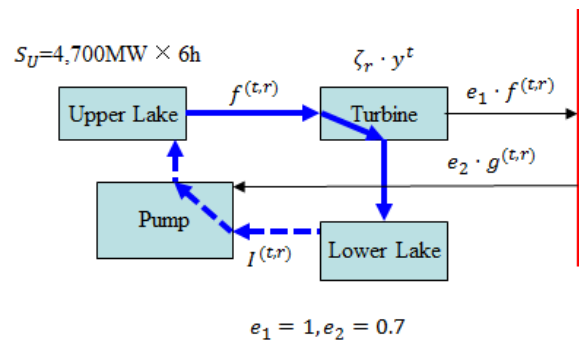 S_U=4,700MW × 6h
ζ_r · y^t
f^(t,r)
e_1 · f^(t,r)
Upper Lake
Turbine
e_2 · g^(t,r)
Pump
I^(t,r)
Lower Lake
e_1 = 1, e_2 = 0.7